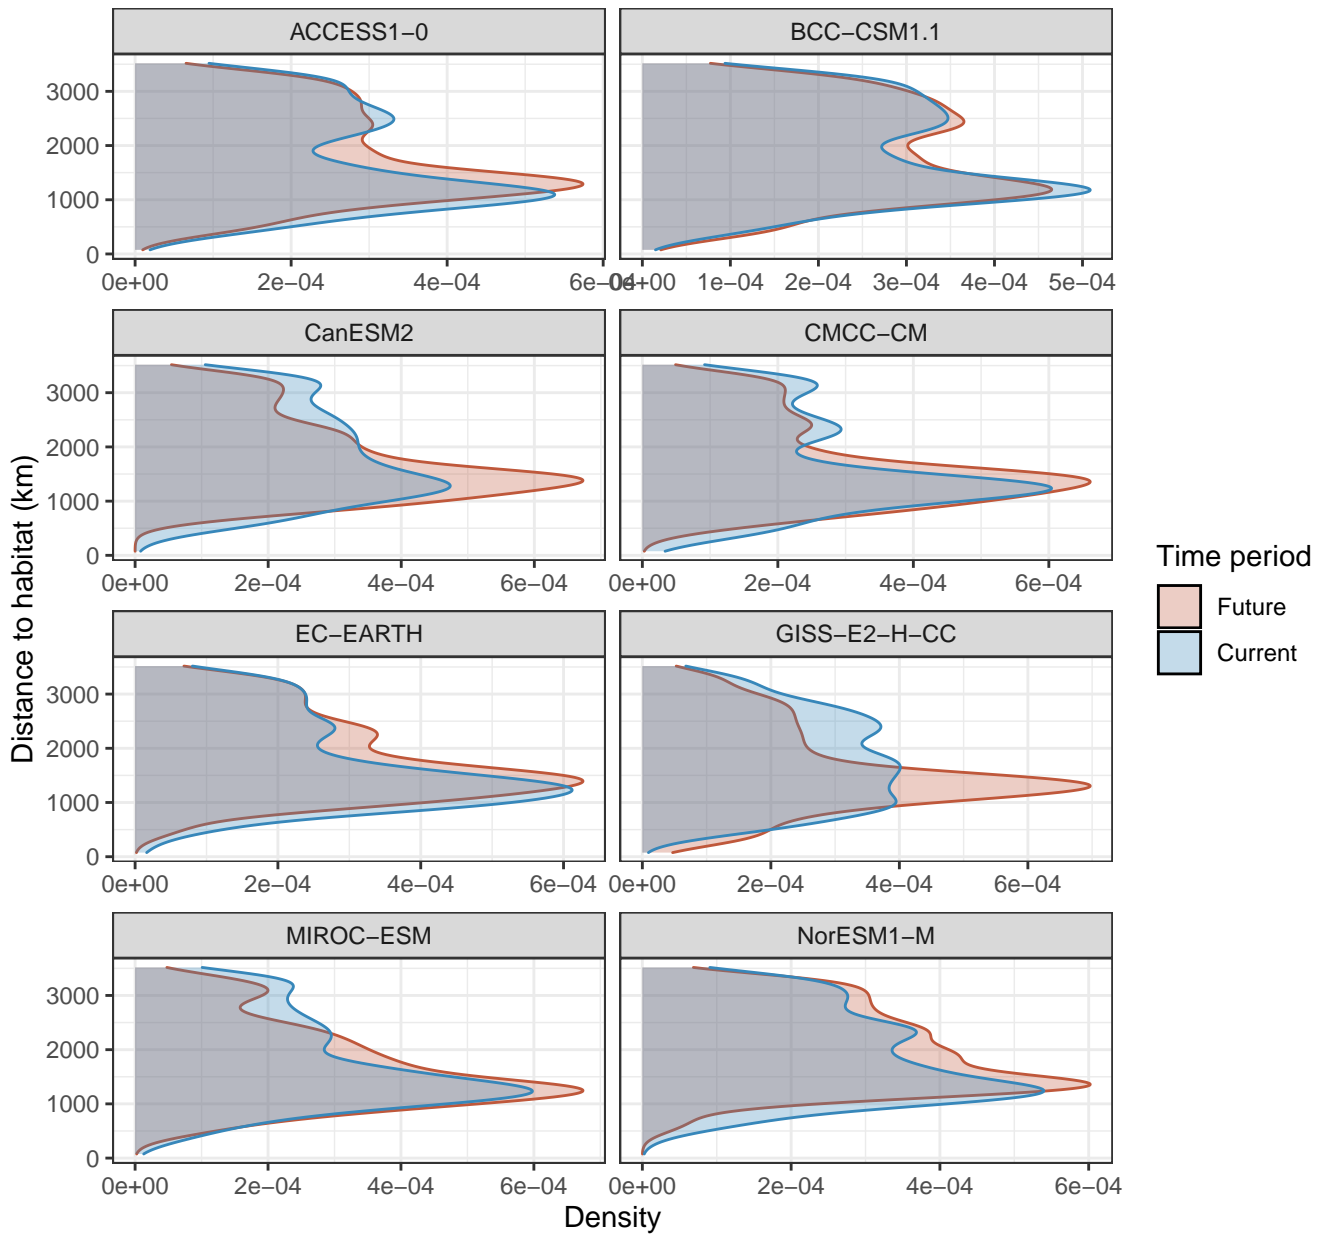 ACCESS1−0
BCC−CSM1.1
3000
2000
1000
0
0e+00 2e−04 4e−04 6e−04
0e+00 1e−04 2e−04 3e−04 4e−04 5e−04
CanESM2
CMCC−CM
3000
2000
1000
0
0e+00 2e−04 4e−04 6e−04
0e+00 2e−04 4e−04 6e−04
Distance to habitat (km)
EC−EARTH
GISS−E2−H−CC
3000
2000
1000
0
0e+00 2e−04 4e−04 6e−04
0e+00 2e−04 4e−04 6e−04
MIROC−ESM
NorESM1−M
3000
2000
1000
0
0e+00 2e−04 4e−04 6e−04
0e+00 2e−04 4e−04 6e−04
Density
Time period
Future
Current